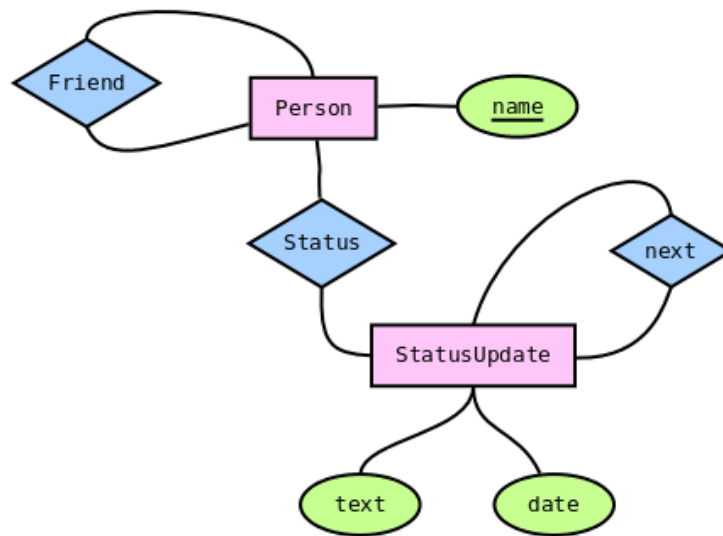 Friend
Person
name
Status
next
StatusUpdate
text
date